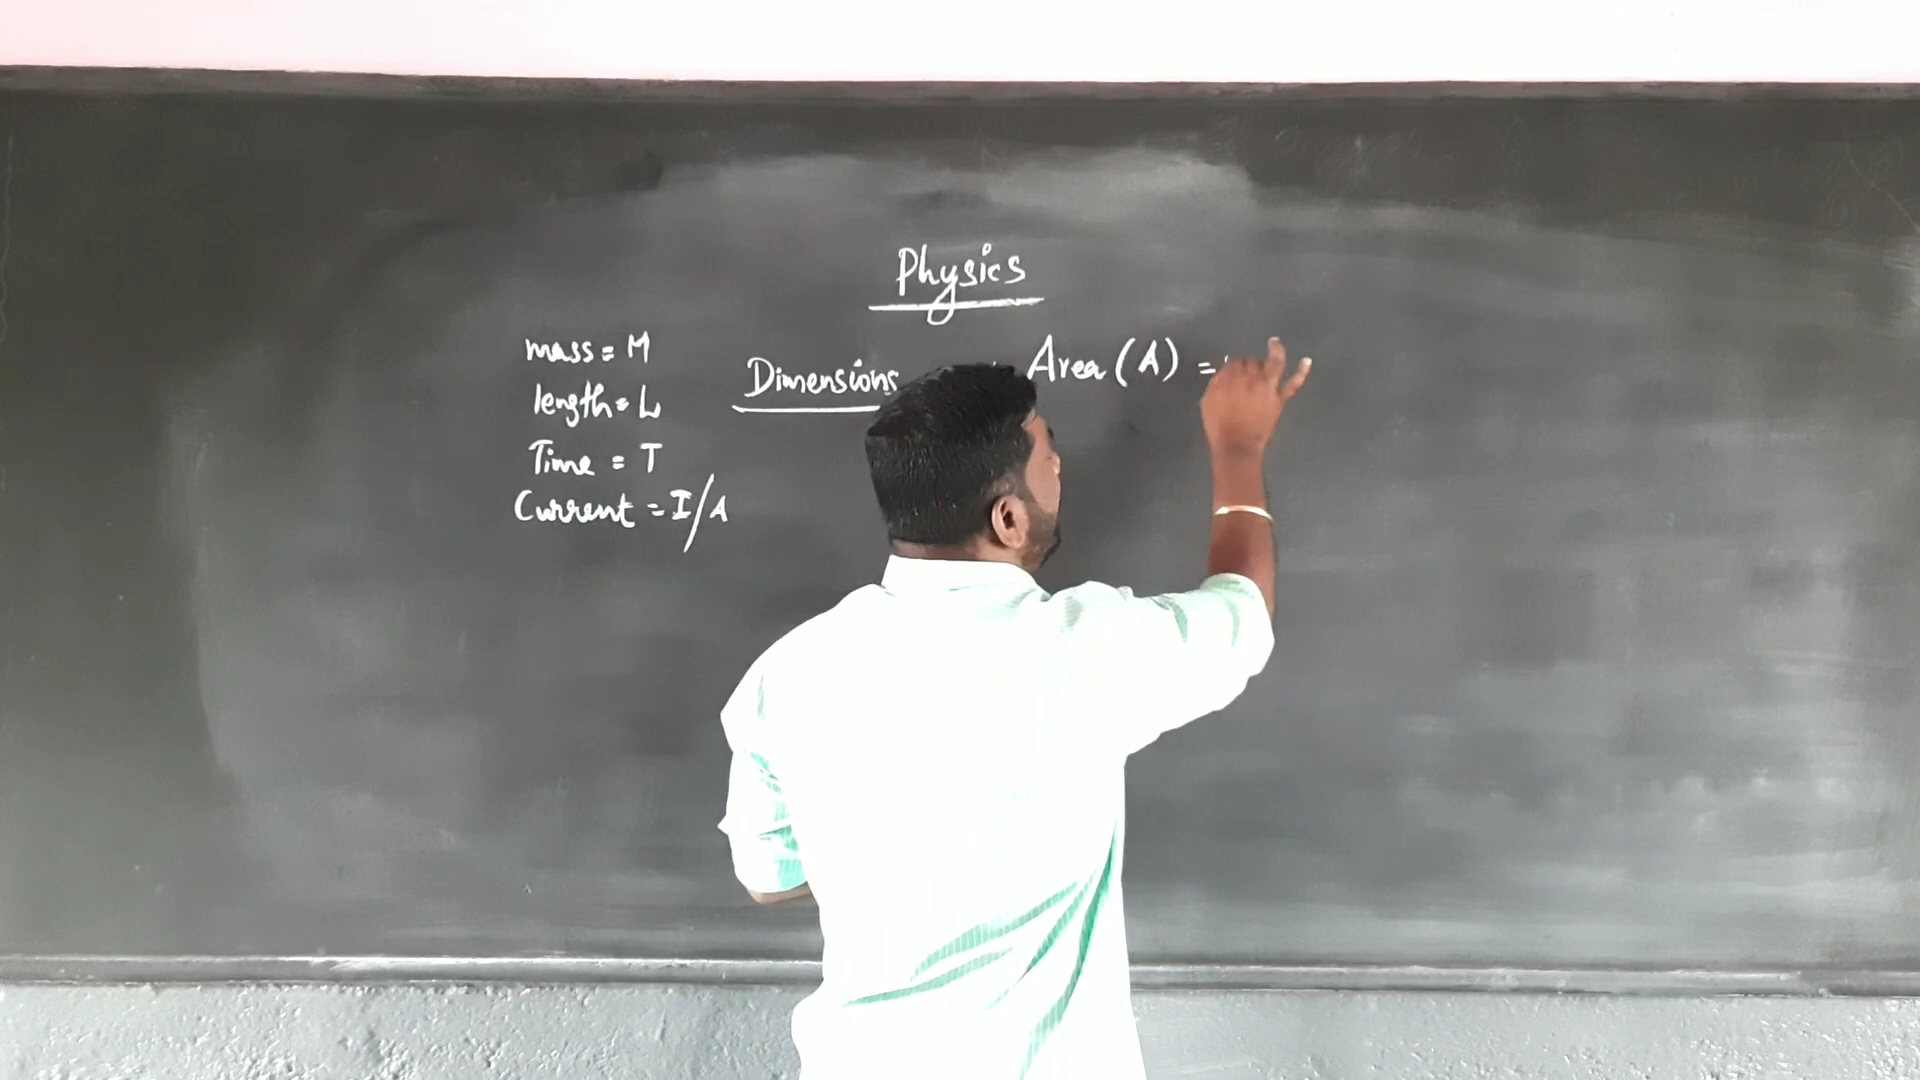 Physics
mass = M
length = L
Time = T
Current = I/A
Dimensions
Area (A) =